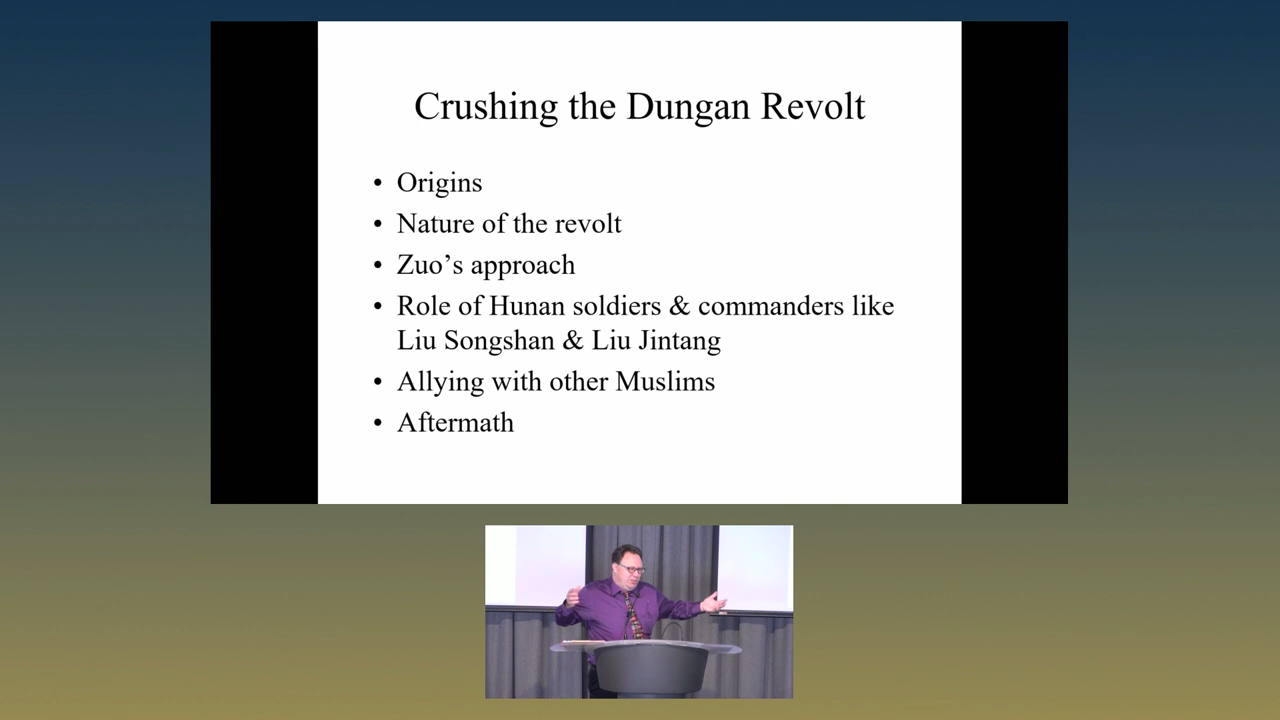 Crushing the Dungan Revolt
• Origins
• Nature of the revolt
• Zuo’s approach
• Role of Hunan soldiers & commanders like
Liu Songshan & Liu Jintang
• Allying with other Muslims
• Aftermath